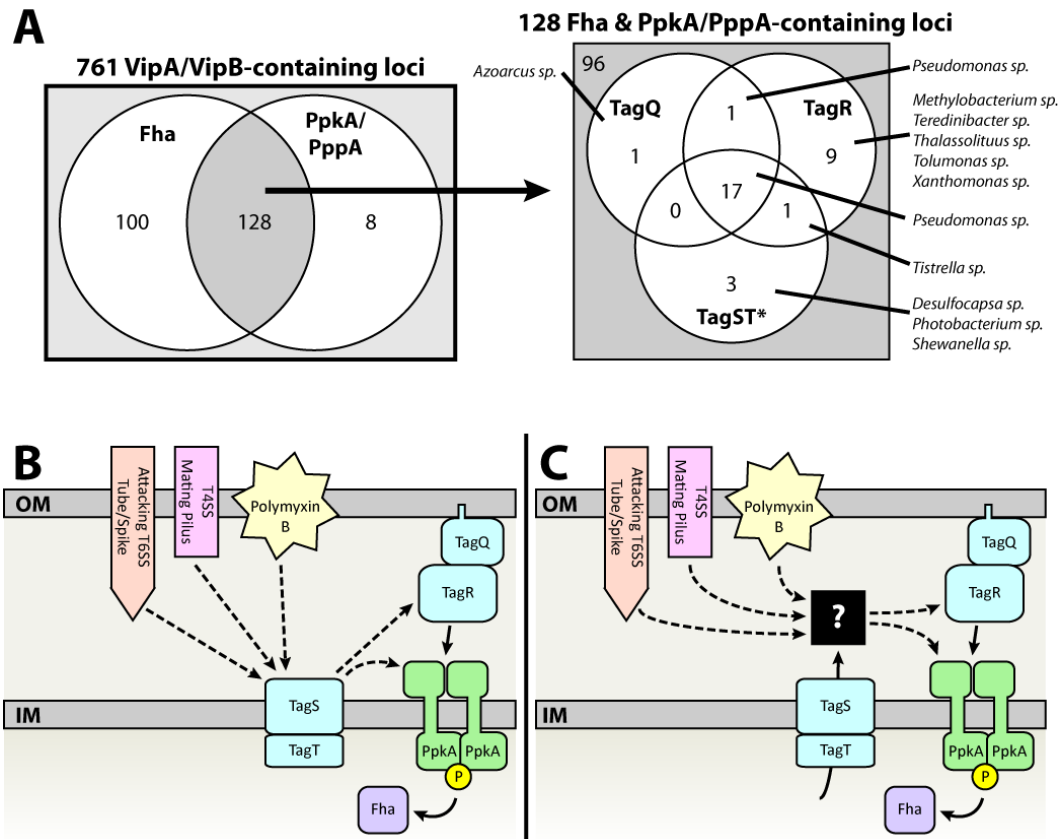 A
761 VipA/VipB-containing loci
Fha
PpkA/
PppA
100
128
8
128 Fha & PpkA/PppA-containing loci
96
Azoarcus sp.
TagQ
1
1
TagR
9
17
0
1
3
TagST*
Pseudomonas sp.
Methylobacterium sp.
Teredinibacter sp.
Thalassolituus sp.
Tolumonas sp.
Xanthomonas sp.
Pseudomonas sp.
Tistrella sp.
Desulfocapsa sp.
Photobacterium sp.
Shewanella sp.
B
OM
Attacking T6SS
Tube/Spike
T4SS
Mating Pilus
Polymyxin
B
TagQ
TagR
IM
TagS
TagT
PpkA
PpkA
P
Fha
C
OM
Attacking T6SS
Tube/Spike
T4SS
Mating Pilus
Polymyxin
B
TagQ
TagR
?
IM
TagS
TagT
PpkA
PpkA
P
Fha